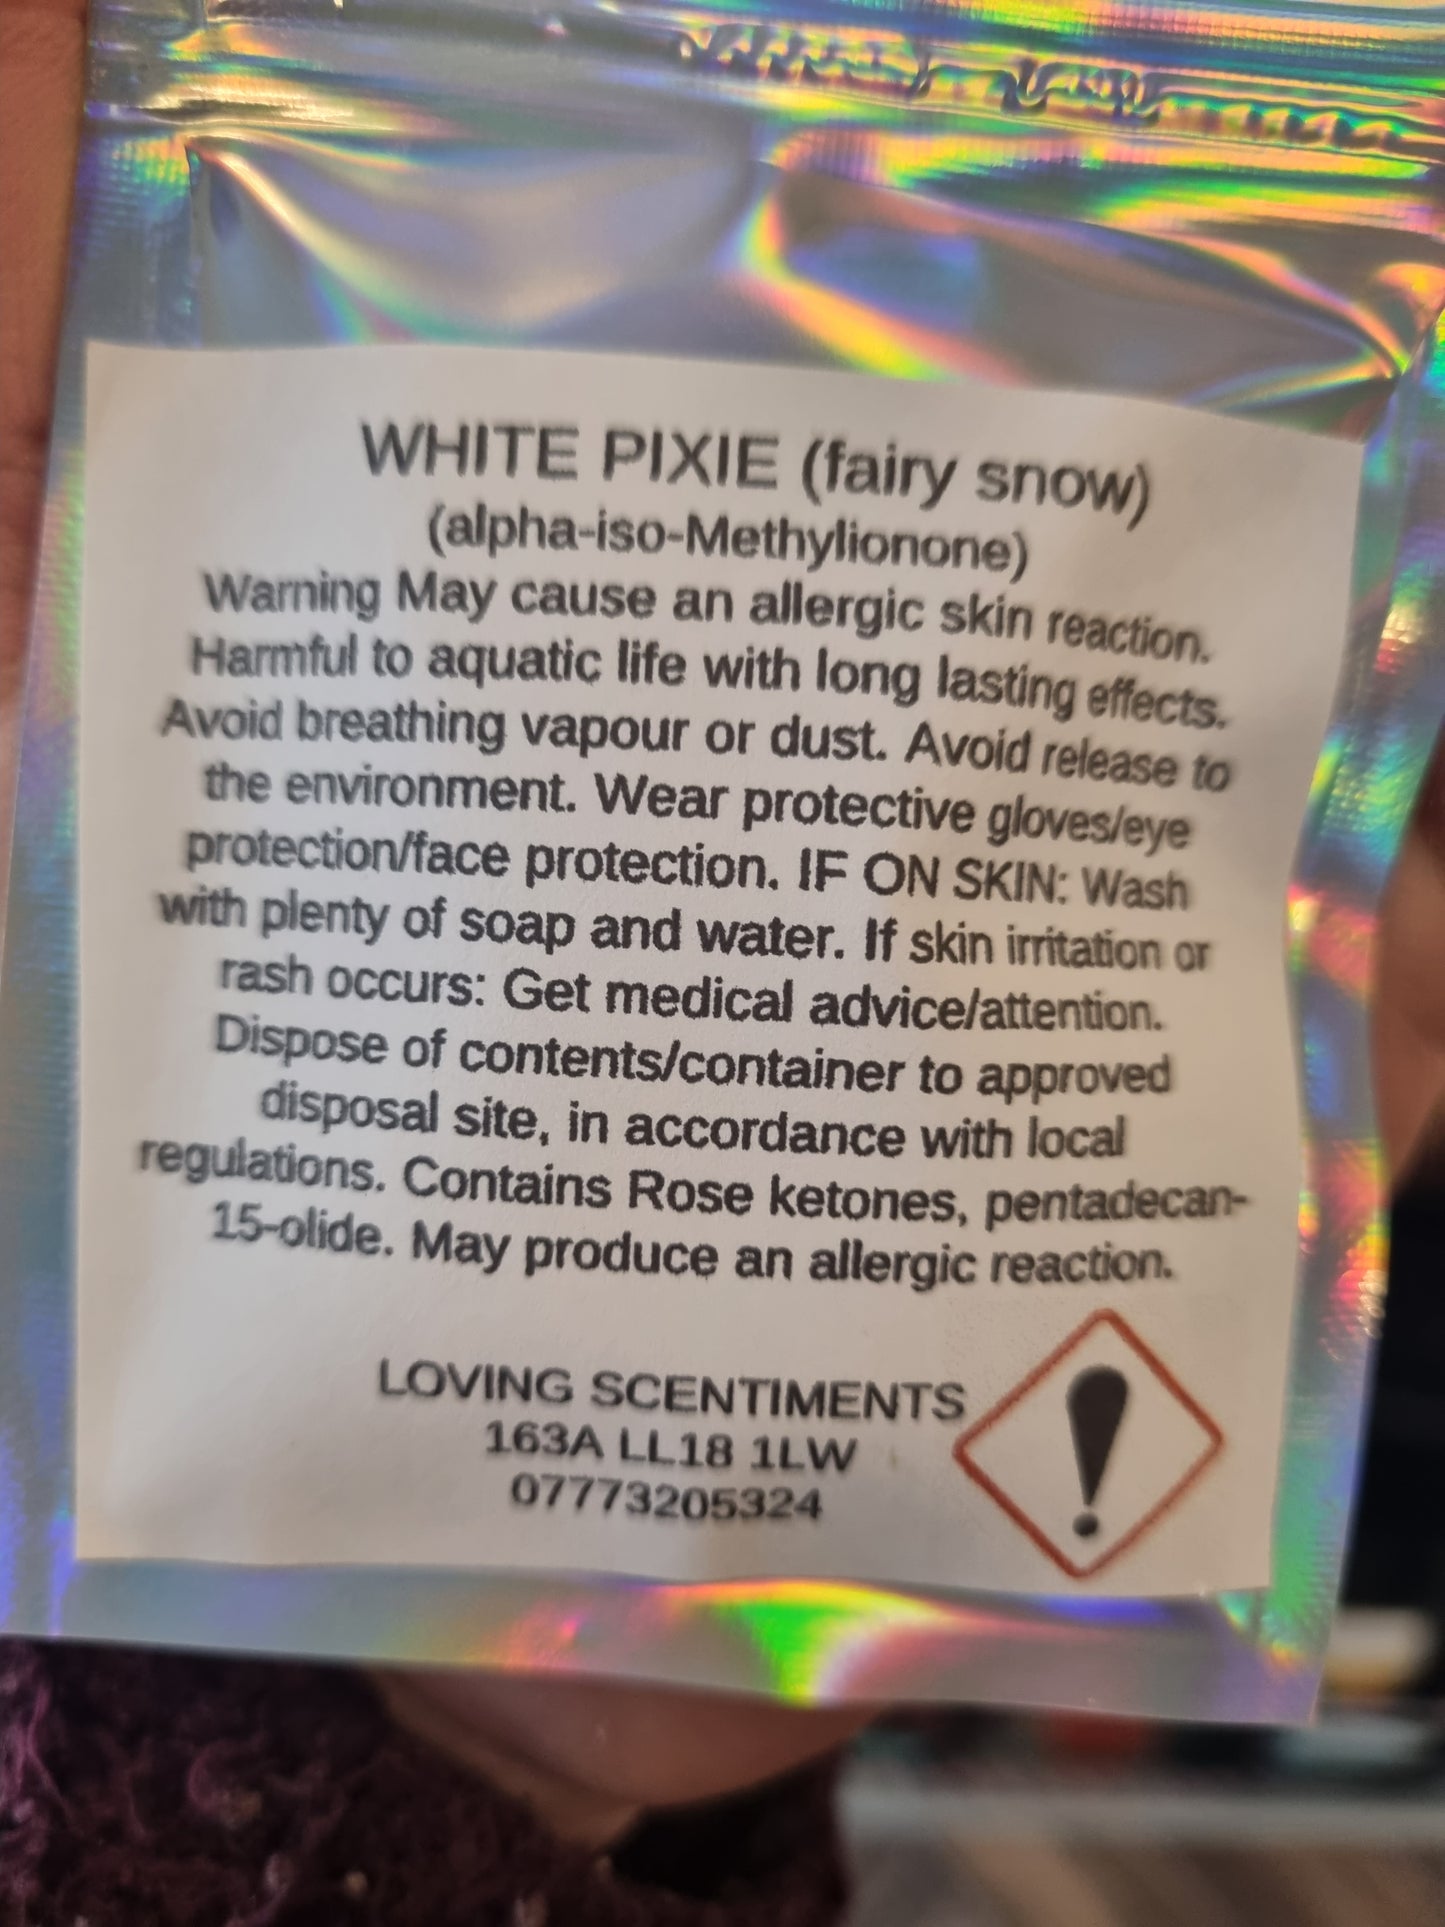 WHITE PIXIE (fairy snow)
(alpha-iso-Methylionone)
Warning May cause an allergic skin reaction.
Harmful to aquatic life with long lasting effects.
Avoid breathing vapour or dust. Avoid release to
the environment. Wear protective gloves/eye
protection/face protection. IF ON SKIN: Wash
with plenty of soap and water. If skin irritation or
rash occurs: Get medical advice/attention.
Dispose of contents/container to approved
disposal site, in accordance with local
regulations. Contains Rose ketones, pentadecan-
15-olide. May produce an allergic reaction.
LOVING SCENTIMENTS
163A LL18 1LW
07773205324